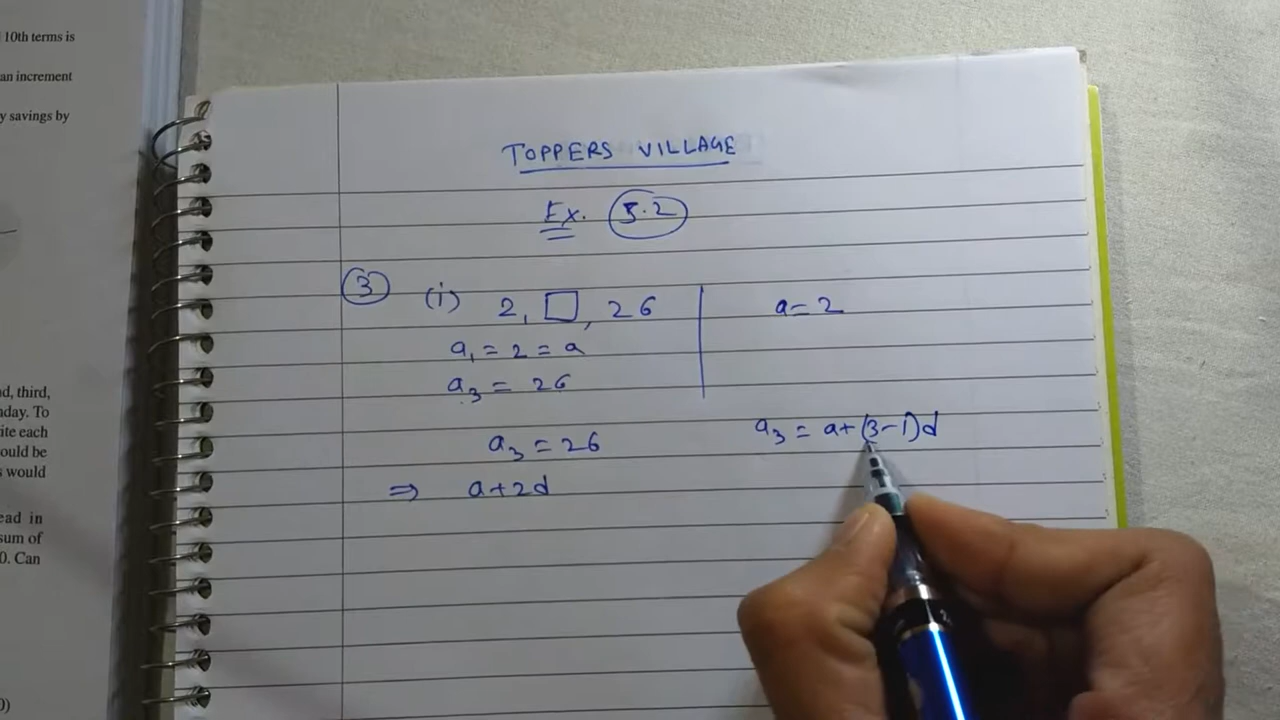 10th terms is
an increment
y savings by
nd, third,
nday. To
ite each
ould be
s would
ead in
sum of
0. Can
0)
TOPPERS VILLAGE
Ex. 5.2
3 (i) 2, □, 26
a₁ = 2 = a
a₃ = 26
a₃ = 26
⇒ a+2d
a = 2
a₃ = a+(3-1)d